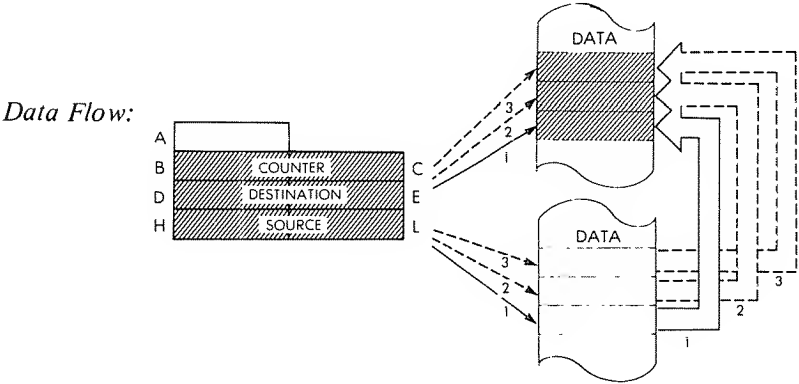 DATA
Data Flow:
A
B COUNTER C
D DESTINATION E
H SOURCE L
3
2
1
DATA
3
2
1
3
2
1